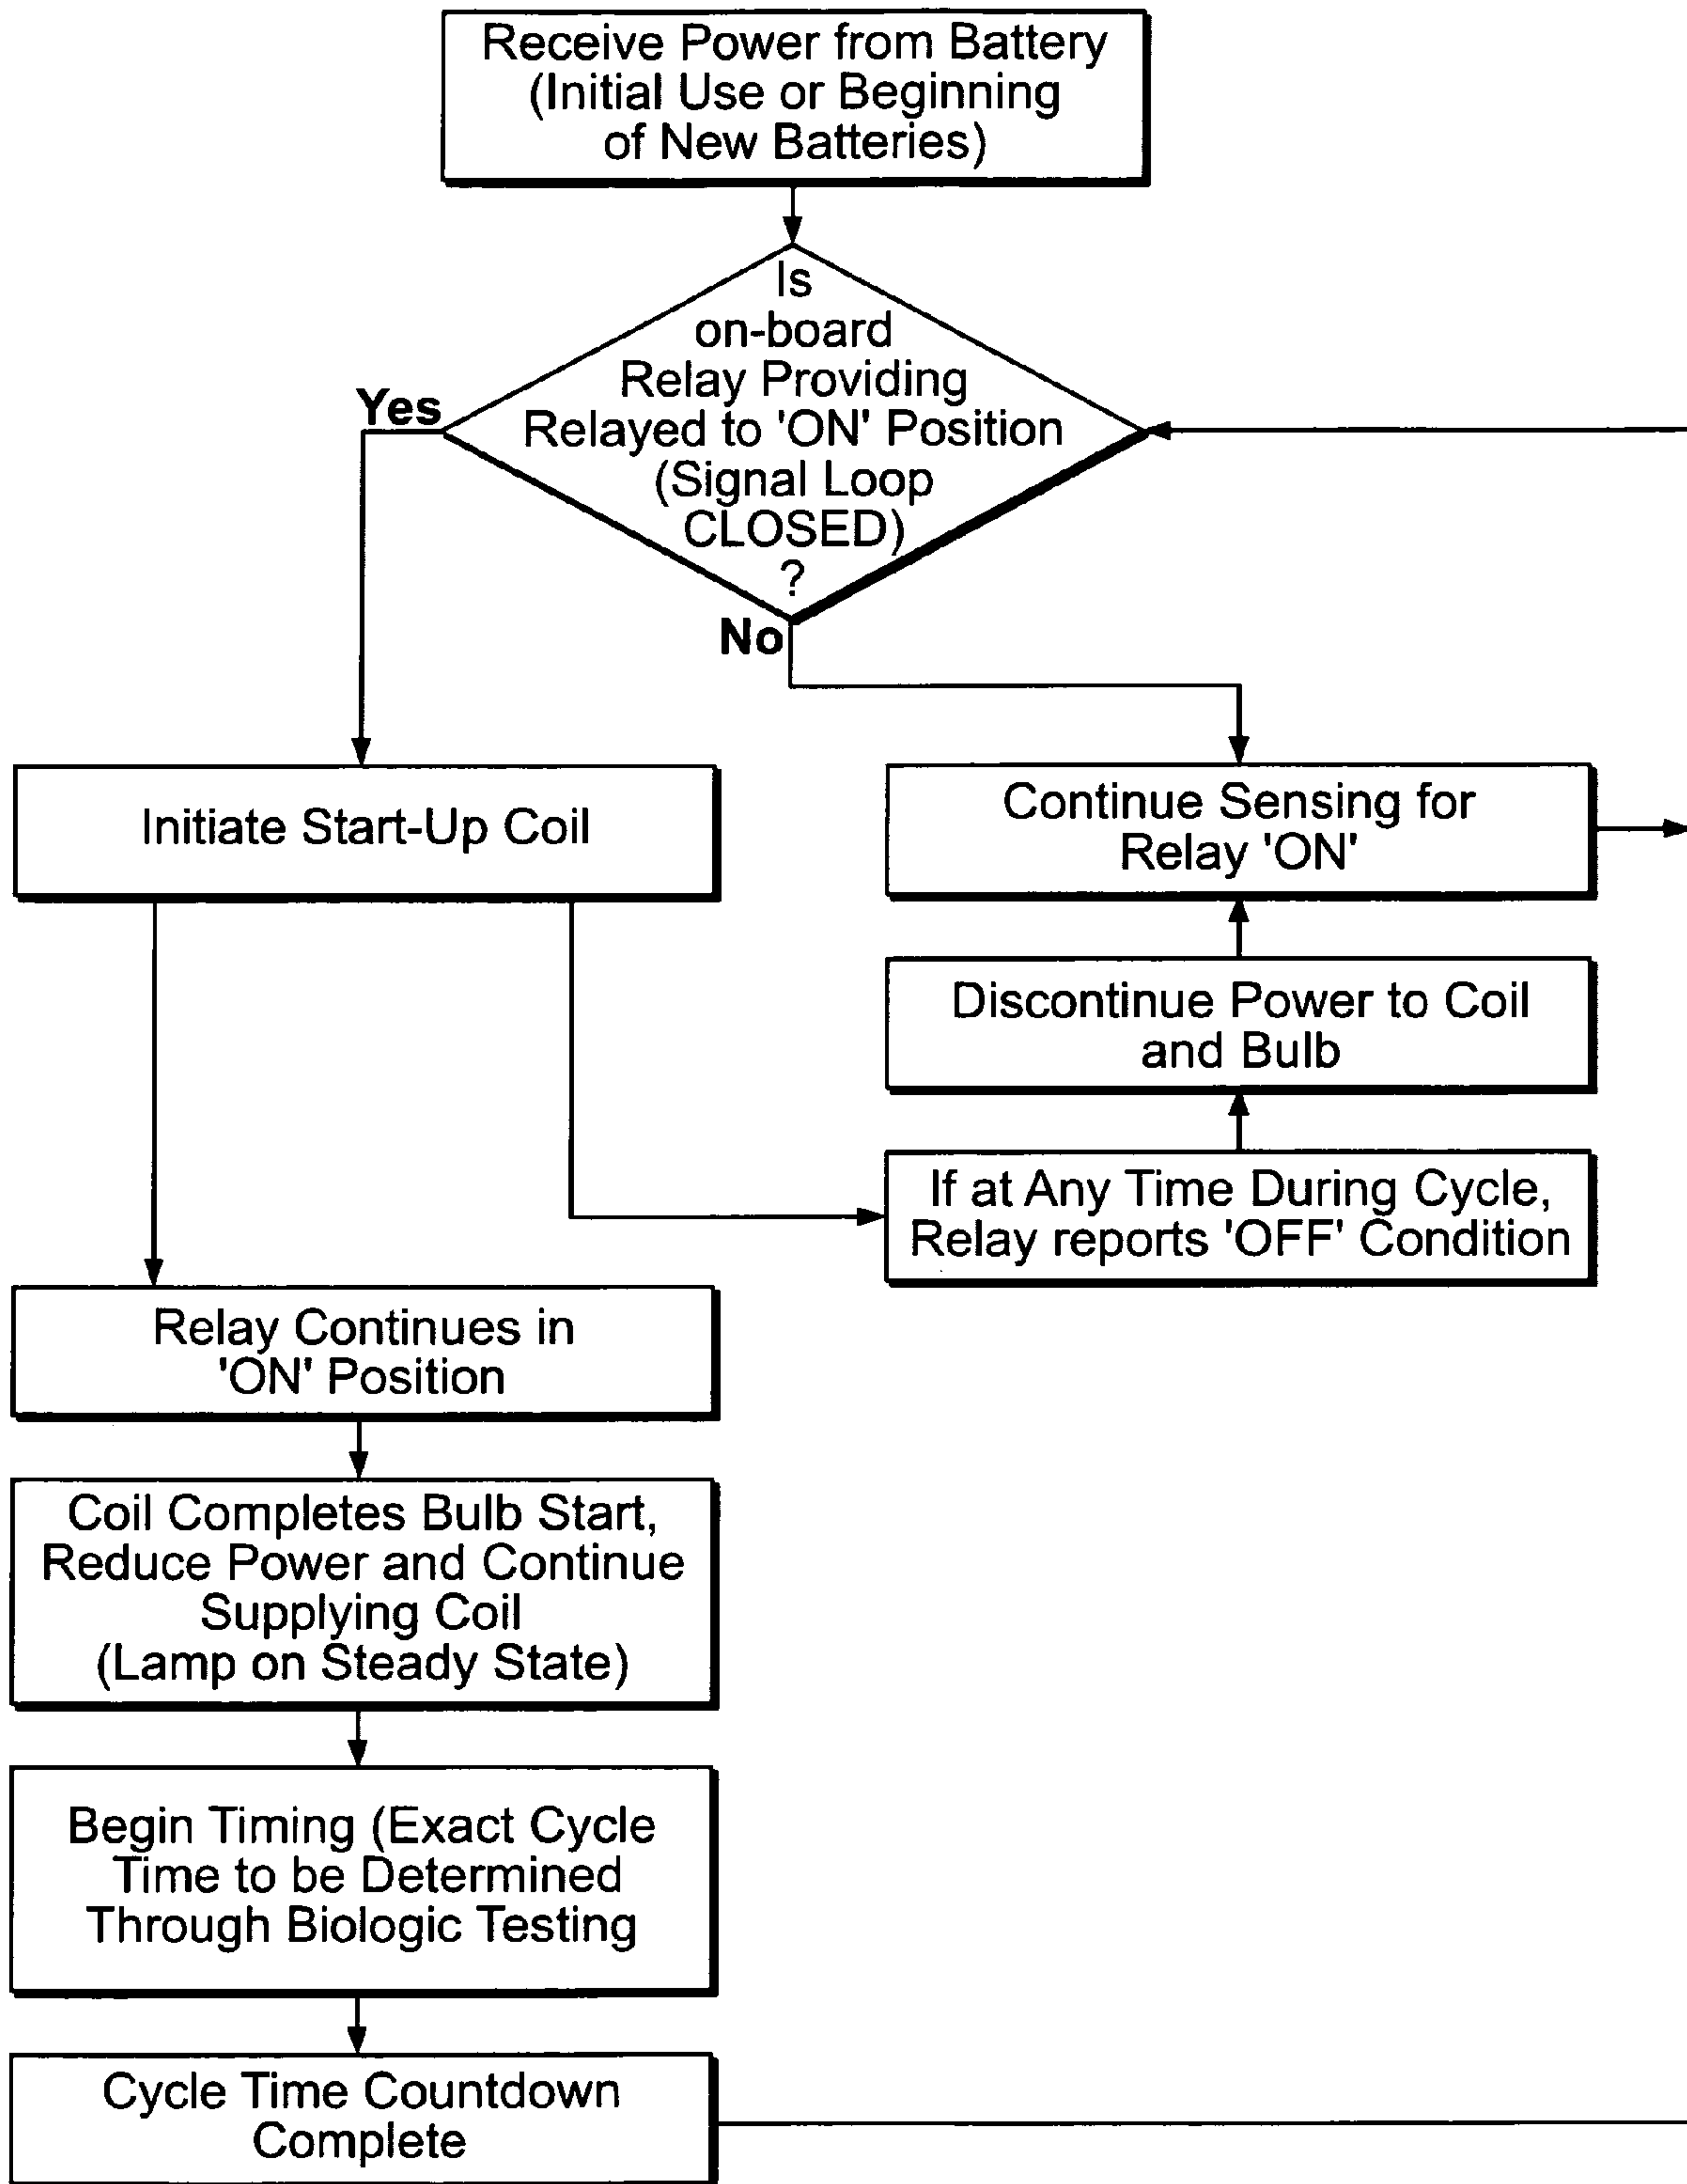 Receive Power from Battery
(Initial Use or Beginning
of New Batteries)
Is
on-board
Relay Providing
Relayed to 'ON' Position
(Signal Loop
CLOSED)
?
Yes
No
Initiate Start-Up Coil
Continue Sensing for
Relay 'ON'
Discontinue Power to Coil
and Bulb
If at Any Time During Cycle,
Relay reports 'OFF' Condition
Relay Continues in
'ON' Position
Coil Completes Bulb Start,
Reduce Power and Continue
Supplying Coil
(Lamp on Steady State)
Begin Timing (Exact Cycle
Time to be Determined
Through Biologic Testing
Cycle Time Countdown
Complete